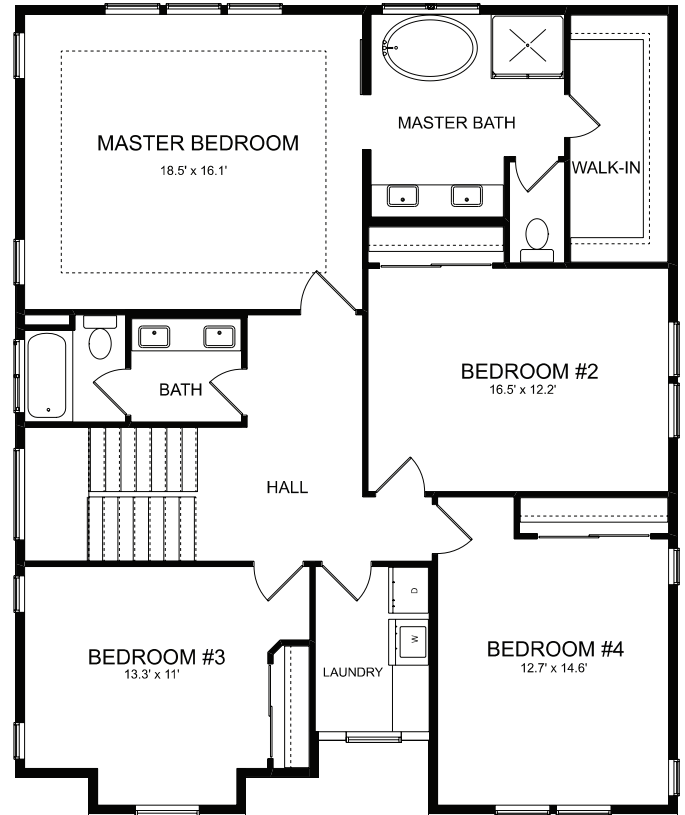 MASTER BATH
MASTER BEDROOM
18.5' x 16.1'
WALK-IN
BEDROOM #2
16.5' x 12.2'
BATH
HALL
D
W
BEDROOM #3
13.3' x 11'
LAUNDRY
BEDROOM #4
12.7' x 14.6'